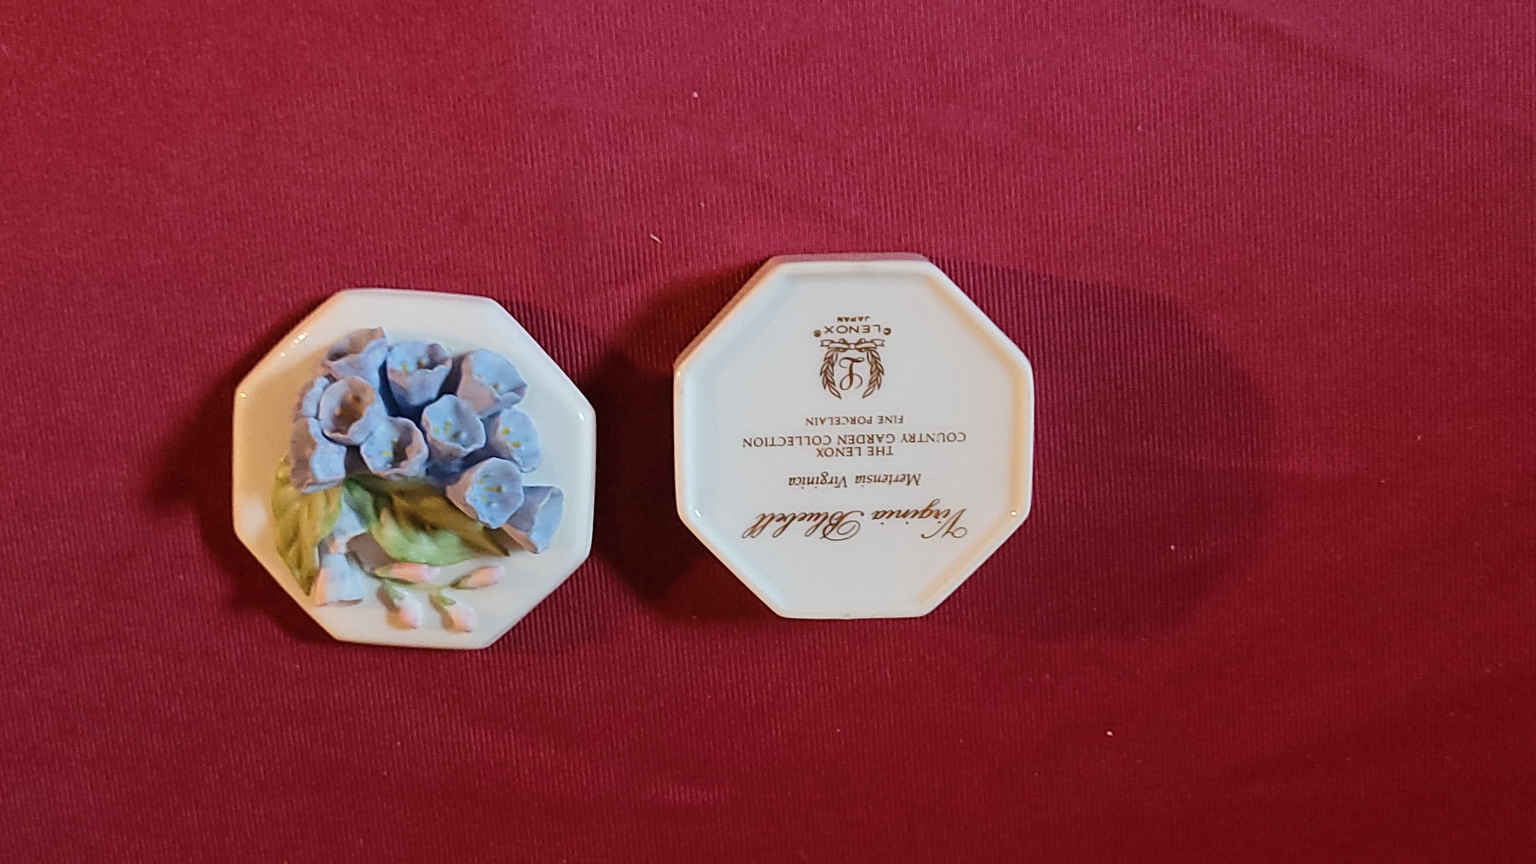 Virginia Bluebell
Mertensia Virginica
THE LENOX
COUNTRY GARDEN COLLECTION
FINE PORCELAIN
L
©LENOX®
JAPAN